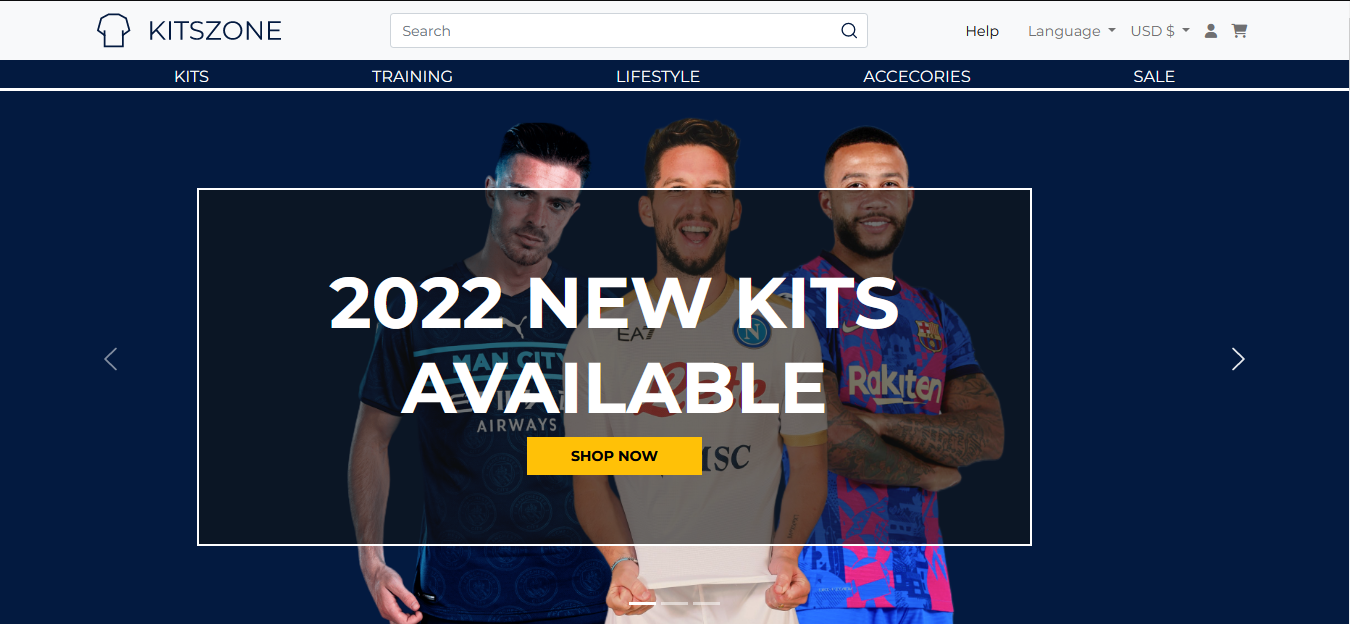 KITSZONE
Search
Help
Language
USD $
KITS
TRAINING
LIFESTYLE
ACCECORIES
SALE
2022 NEW KITS
AVAILABLE
SHOP NOW
EA7
N
MAN CITY
AIRWAYS
Rakuten